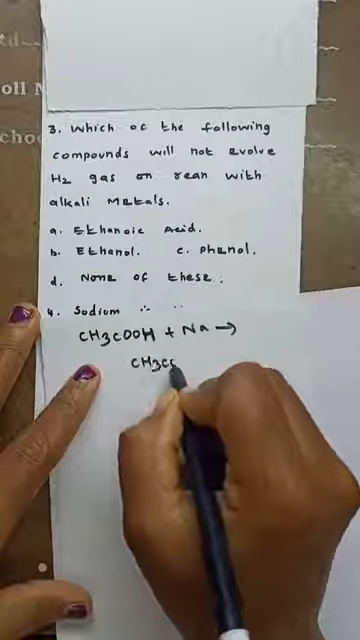 3. Which of the following
compounds will not evolve
H2 gas on rean with
alkali Metals.
a. Ethanoic Acid.
b. Ethanol. c. phenol.
d. None of these.
4. Sodium
CH3COOH + Na →
CH3CO